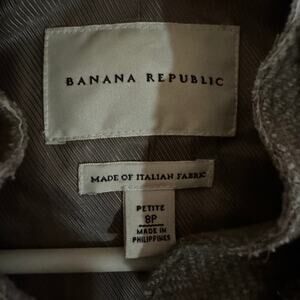 BANANA REPUBLIC
MADE OF ITALIAN FABRIC
PETITE
8P
MADE IN
PHILIPPINES